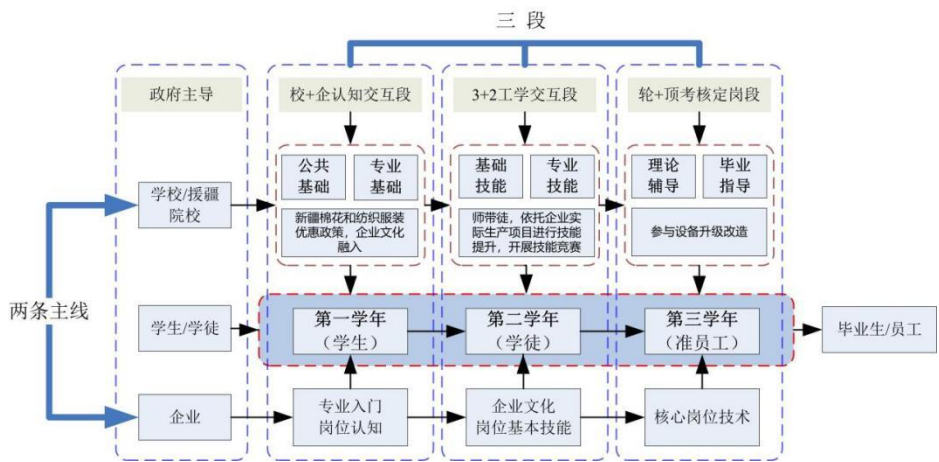 三 段
政府主导
校+企认知交互段
3+2工学交互段
轮+顶考核定岗段
公共
基础
专业
基础
基础
技能
专业
技能
理论
辅导
毕业
指导
学校/援疆
院校
新疆棉花和纺织服装
优惠政策，企业文化
融入
师带徒，依托企业实
际生产项目进行技能
提升，开展技能竞赛
参与设备升级改造
两条主线
学生/学徒
第一学年
（学生）
第二学年
（学徒）
第三学年
（准员工）
毕业生/员工
企业
专业入门
岗位认知
企业文化
岗位基本技能
核心岗位技术